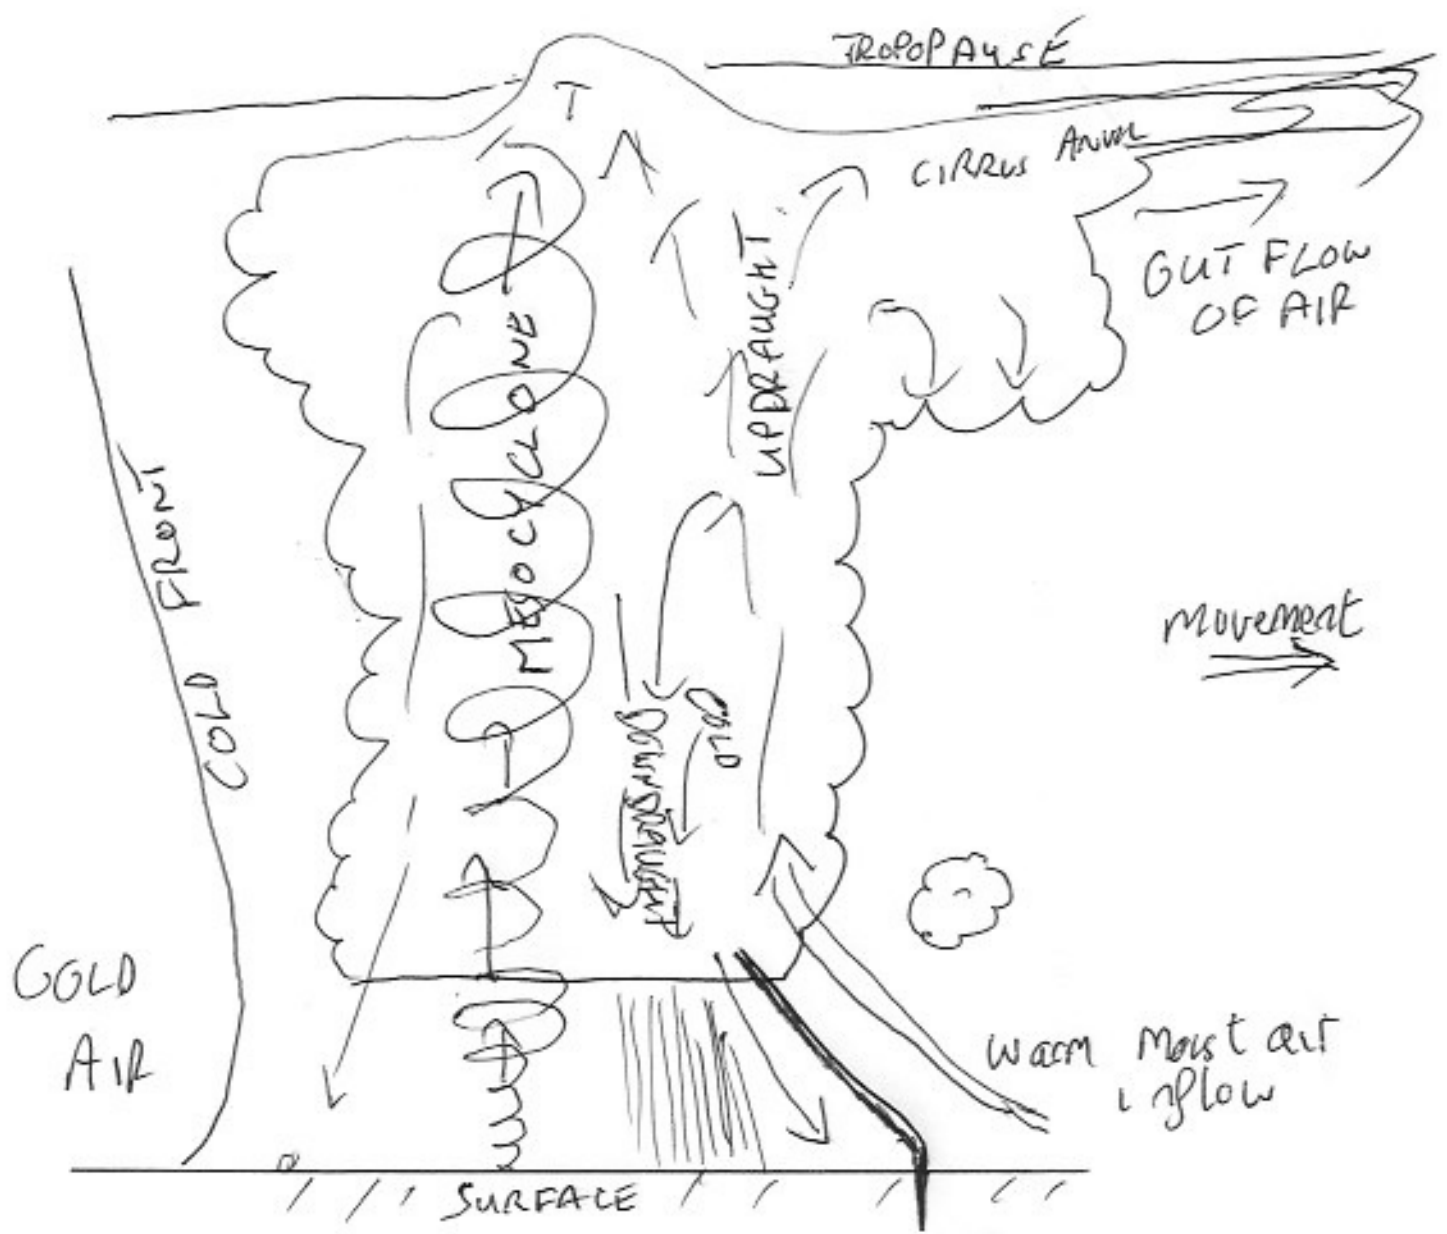 TROPOPAUSE
T
CIRRUS ANVIL
OUT FLOW
OF AIR
UPDRAUGHT
MESOCYCLONE
COLD FRONT
Movement
COLD
DOWNDRAUGHT
COLD
AIR
Warm Moist air
inflow
SURFACE